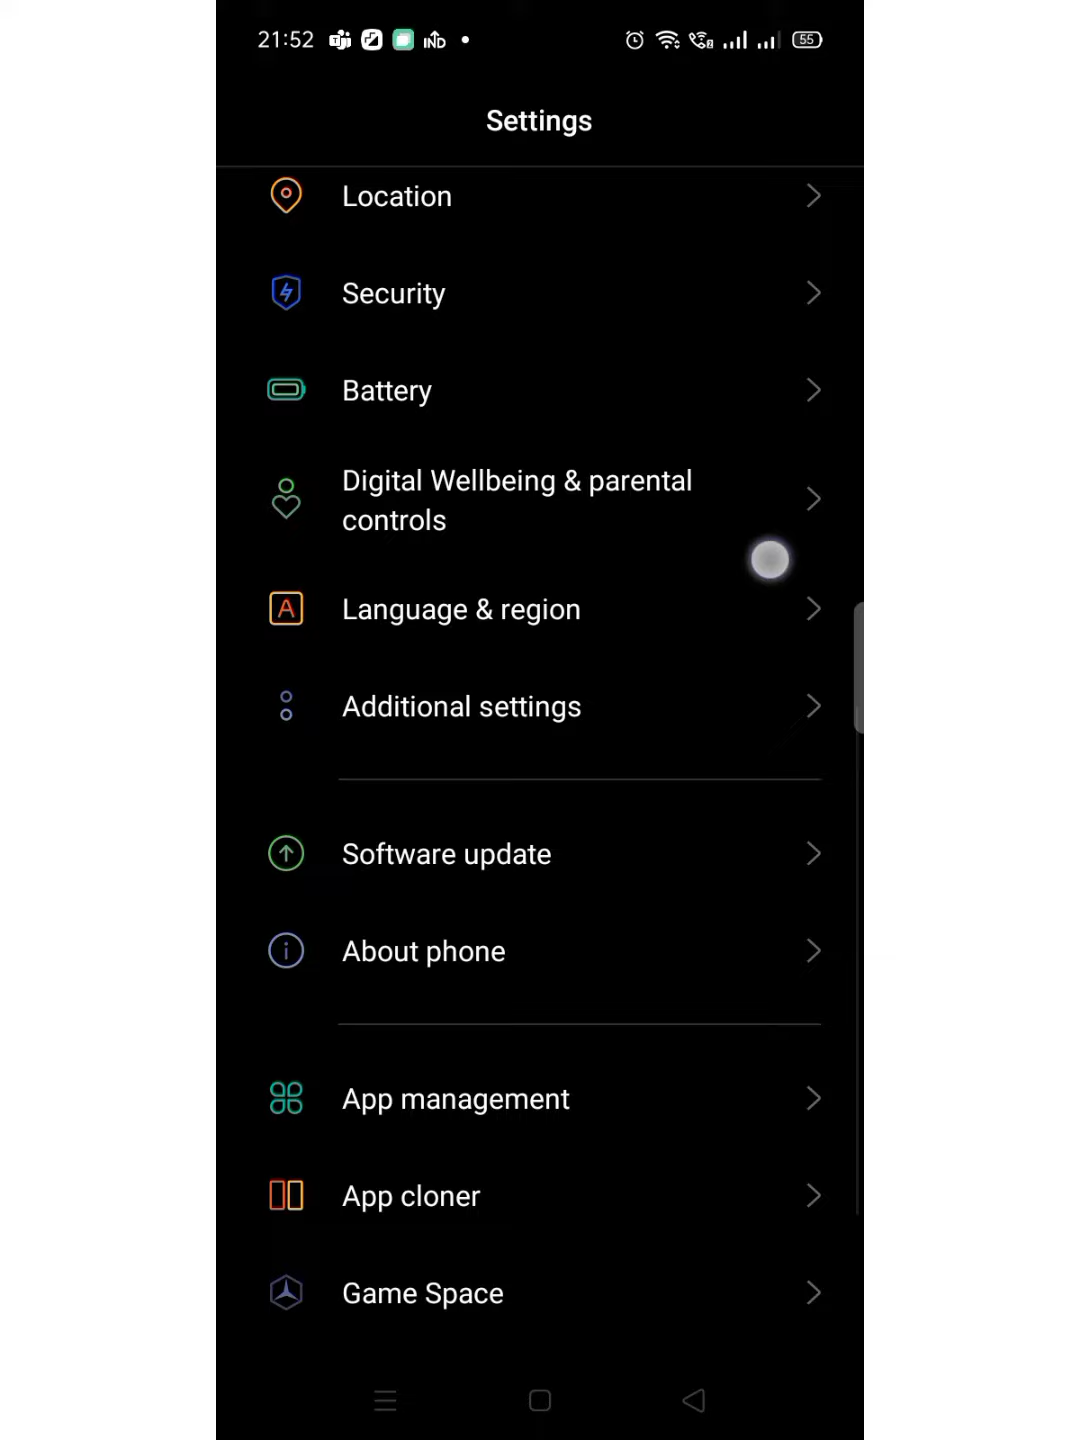 21:52
IND
55
Settings
Location
Security
Battery
Digital Wellbeing & parental
controls
A
Language & region
Additional settings
Software update
About phone
App management
App cloner
Game Space